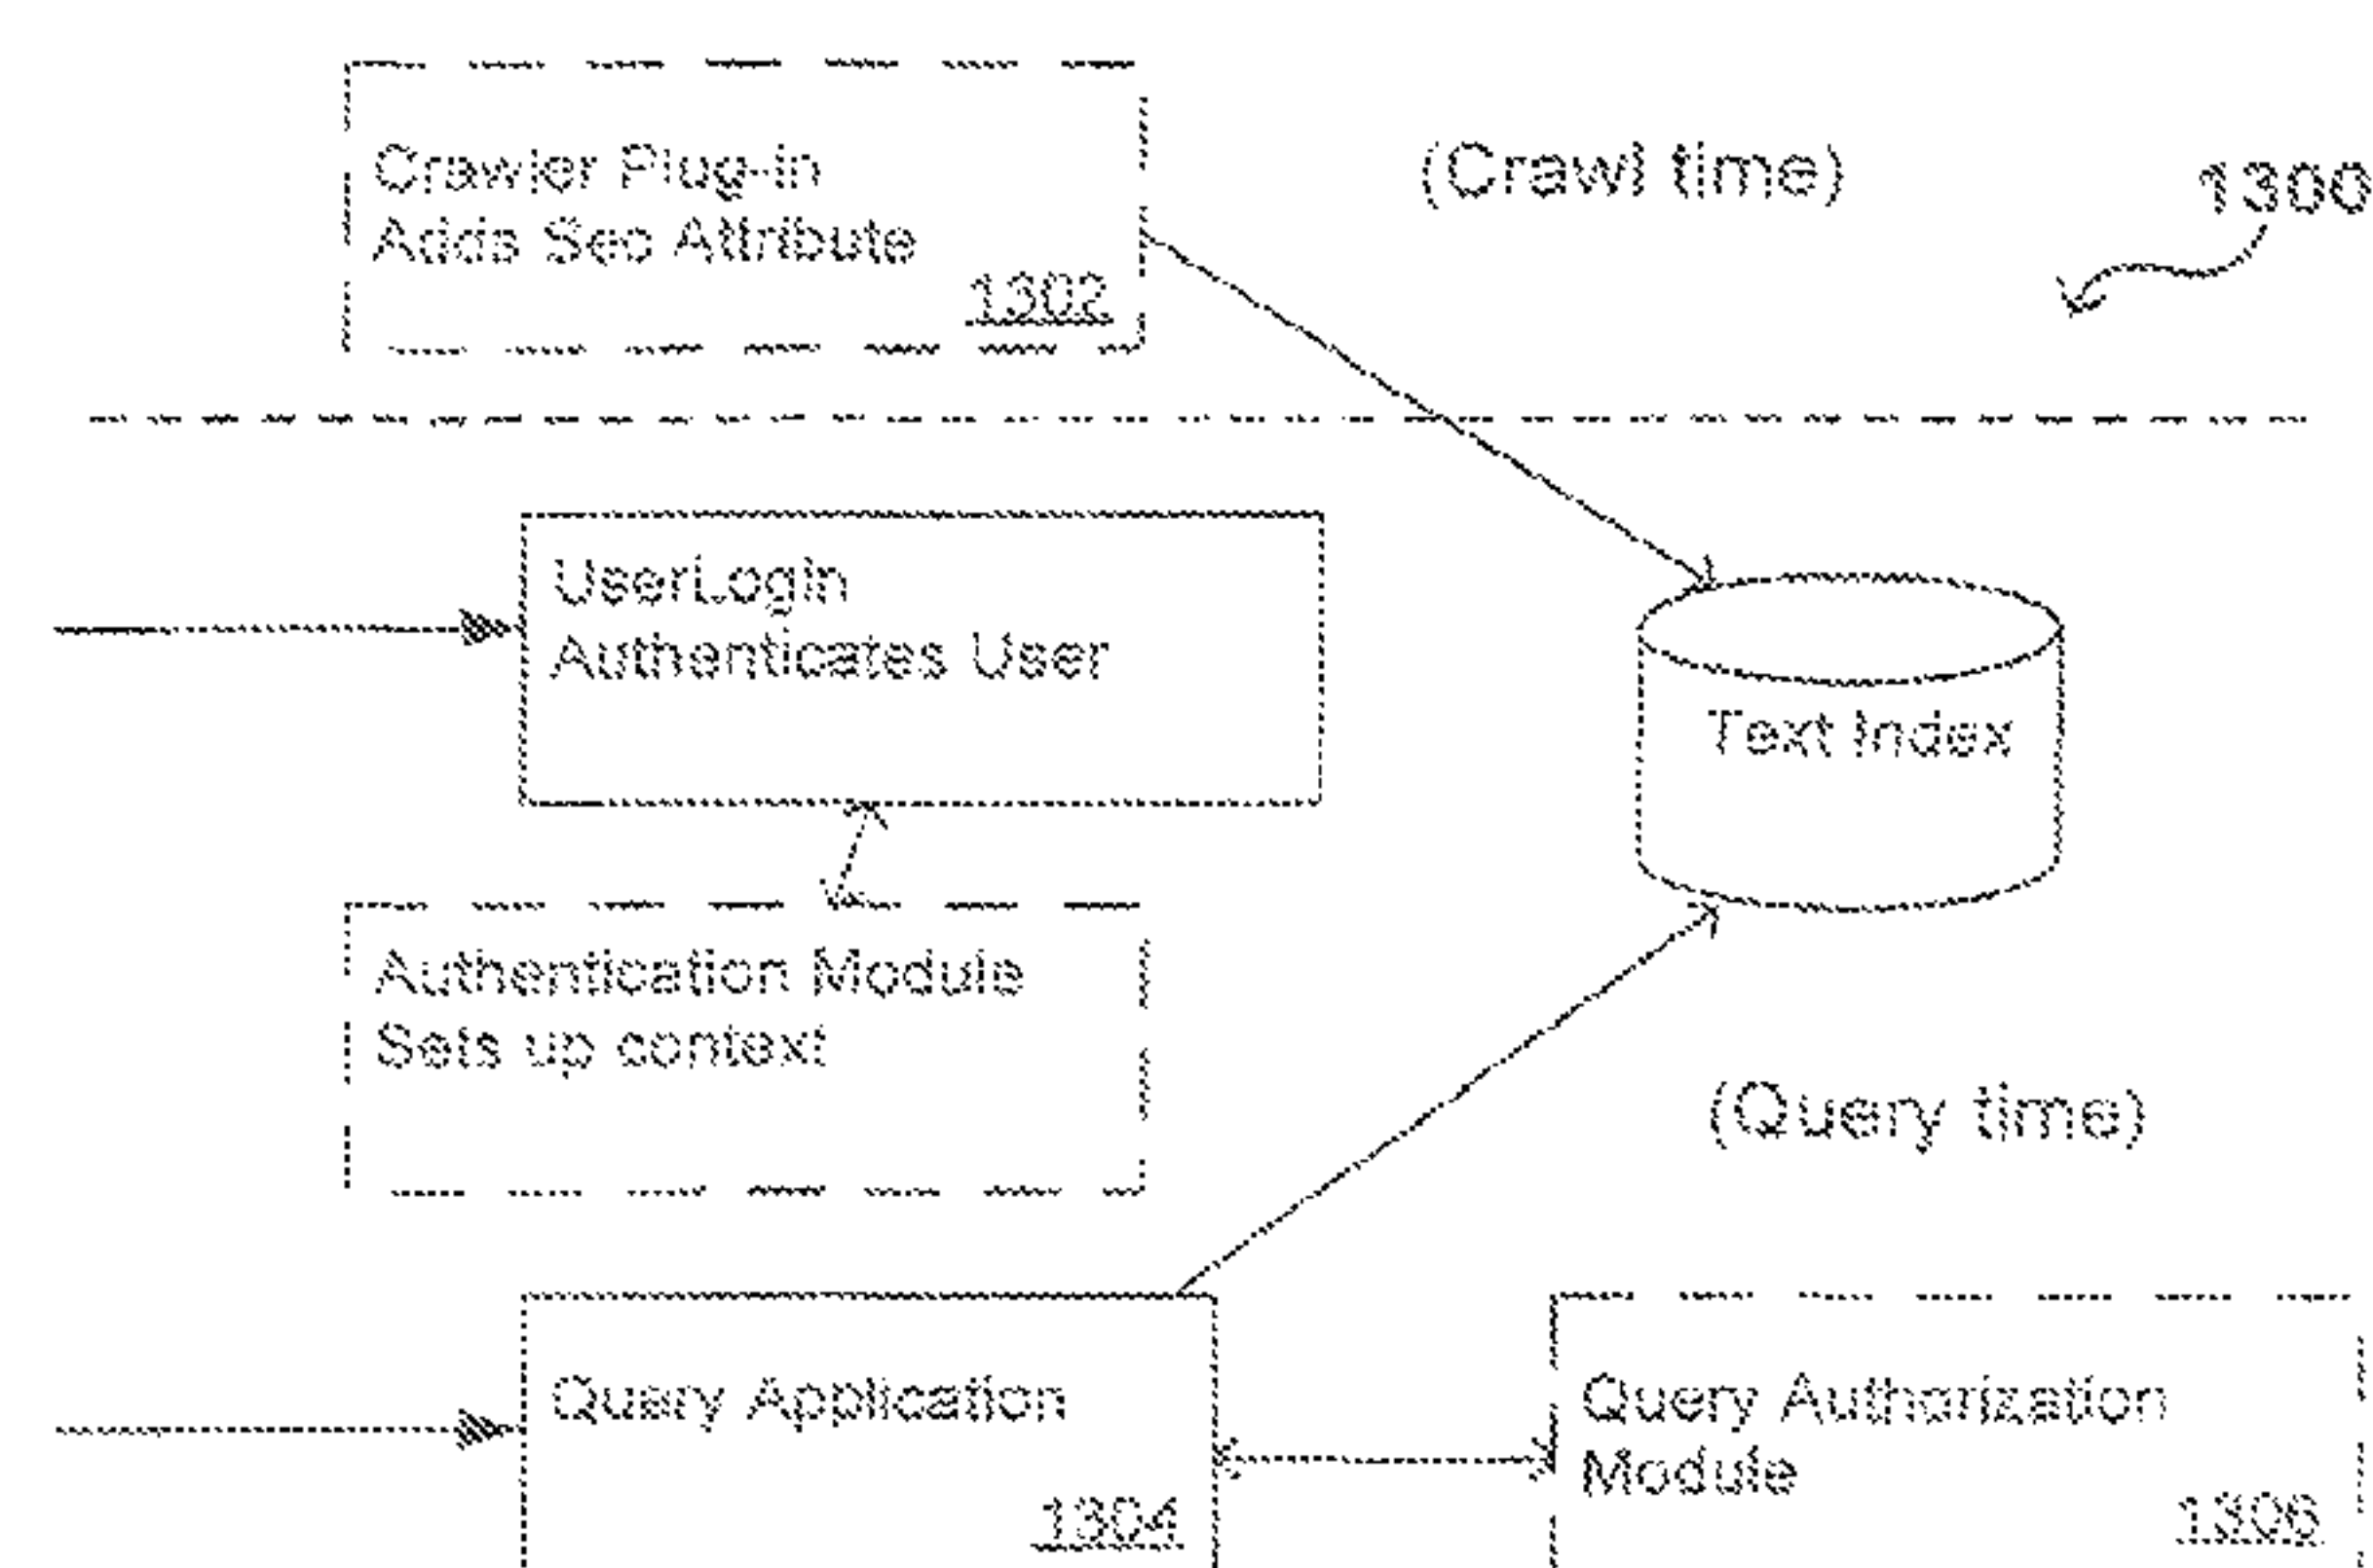 Crawler Plug-in
Adds Sec Attribute
1302
(Crawl time)
1300
UserLogin
Authenticates User
Text Index
Authentication Module
Sets up context
(Query time)
Query Application
1304
Query Authorization
Module
1306